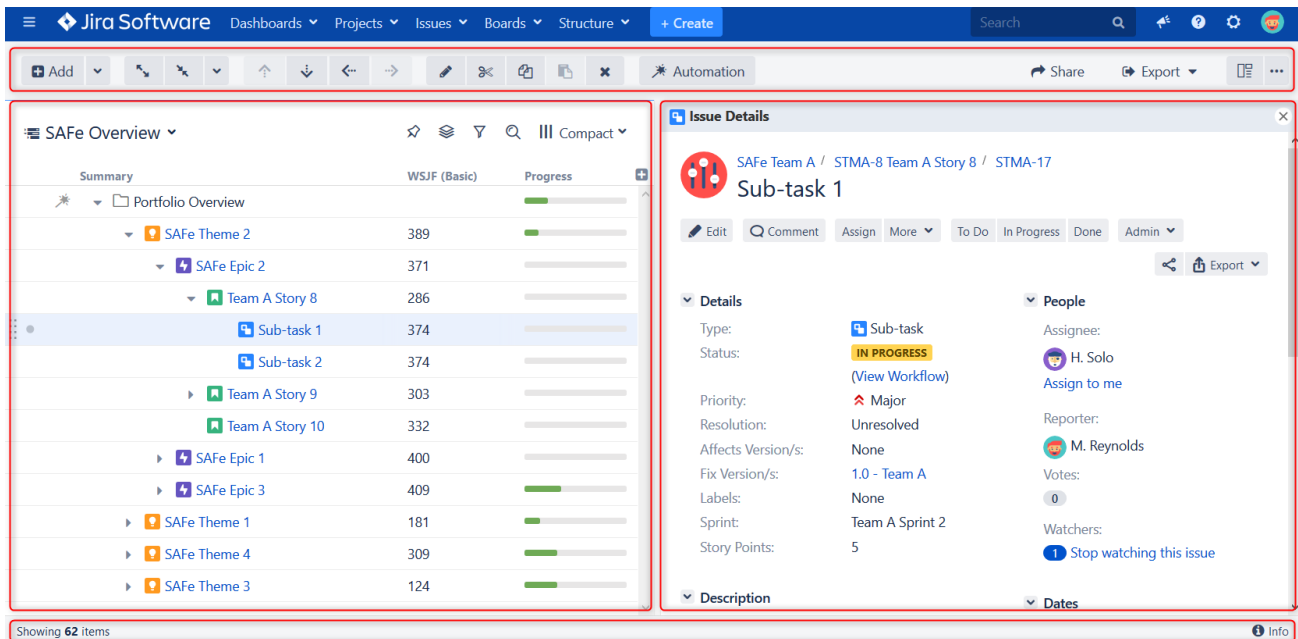 Jira Software Dashboards Projects Issues Boards Structure + Create Search
Add Automation Share Export
SAFe Overview Compact
Summary WSJF (Basic) Progress
Portfolio Overview
SAFe Theme 2 389
SAFe Epic 2 371
Team A Story 8 286
Sub-task 1 374
Sub-task 2 374
Team A Story 9 303
Team A Story 10 332
SAFe Epic 1 400
SAFe Epic 3 409
SAFe Theme 1 181
SAFe Theme 4 309
SAFe Theme 3 124
Issue Details
SAFe Team A / STMA-8 Team A Story 8 / STMA-17
Sub-task 1
Edit Comment Assign More To Do In Progress Done Admin
Export
Details
Type: Sub-task
Status: IN PROGRESS
(View Workflow)
Priority: Major
Resolution: Unresolved
Affects Version/s: None
Fix Version/s: 1.0 - Team A
Labels: None
Sprint: Team A Sprint 2
Story Points: 5
Description
People
Assignee:
H. Solo
Assign to me
Reporter:
M. Reynolds
Votes:
0
Watchers:
1 Stop watching this issue
Dates
Showing 62 items Info